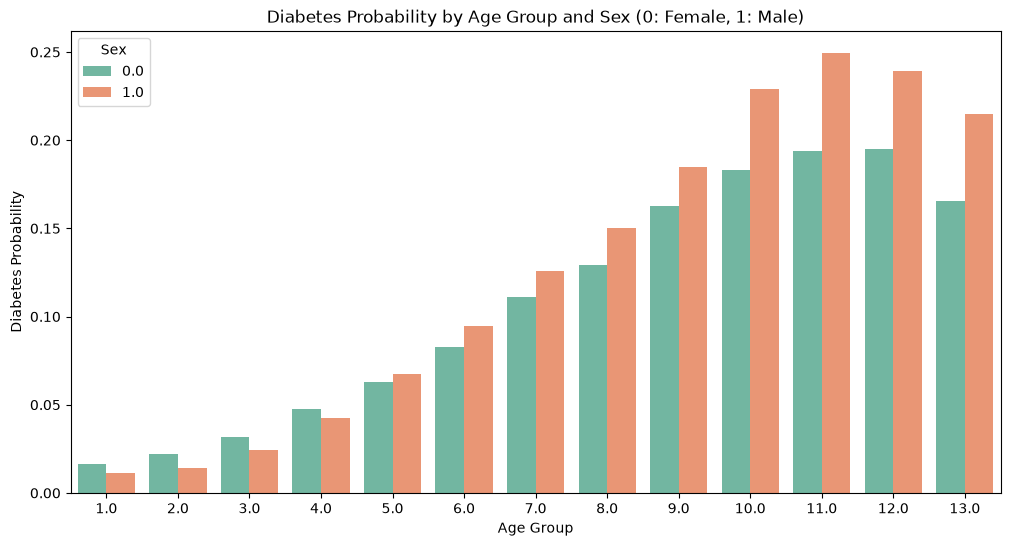 Diabetes Probability by Age Group and Sex (0: Female, 1: Male)
Sex
0.0
1.0
Diabetes Probability
0.25
0.20
0.15
0.10
0.05
0.00
1.0 2.0 3.0 4.0 5.0 6.0 7.0 8.0 9.0 10.0 11.0 12.0 13.0
Age Group